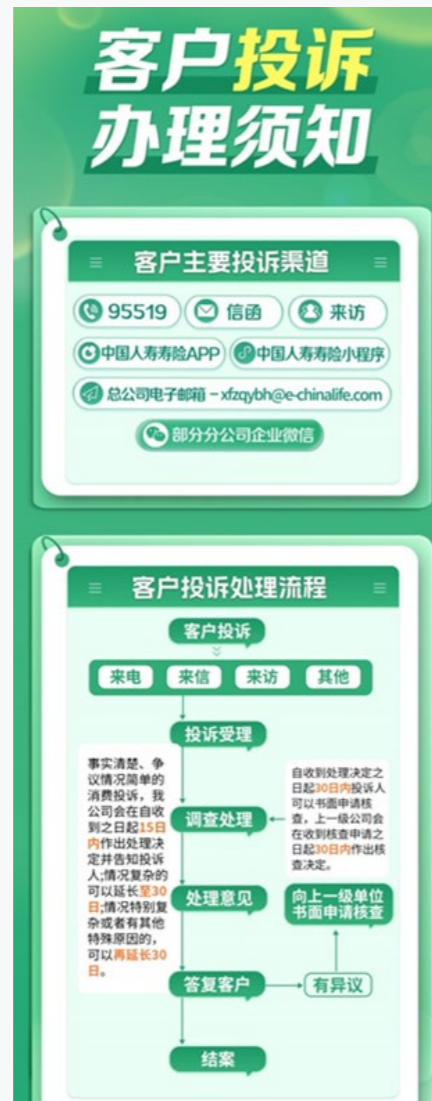 客户投诉
办理须知
客户主要投诉渠道
95519
信函
来访
中国人寿寿险APP
中国人寿寿险小程序
总公司电子邮箱-xfzqybh@e-chinalife.com
部分分公司企业微信
客户投诉处理流程
客户投诉
来电
来信
来访
其他
投诉受理
事实清楚、争
议情况简单的
消费投诉，我
公司会在自收
到之日起15日
内作出处理决
定并告知投诉
人;情况复杂的
可以延长至30
日;情况特别复
杂或者有其他
特殊原因的，
可以再延长30
日。
调查处理
自收到处理决定之
日起30日内投诉人
可以书面申请核
查，上一级公司会
在收到核查申请之
日起30日内作出核
查决定。
处理意见
向上一级单位
书面申请核查
答复客户
有异议
结案